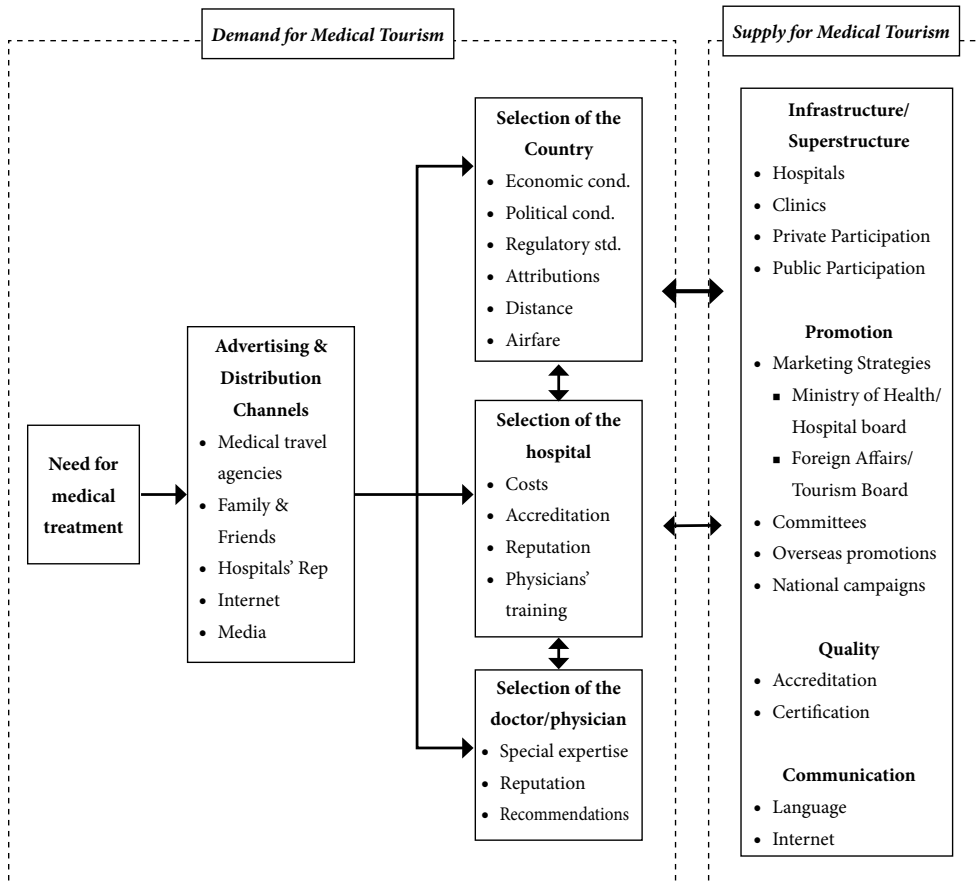 Demand for Medical Tourism
Supply for Medical Tourism
Need for
medical
treatment
Advertising &
Distribution
Channels
• Medical travel
agencies
• Family &
Friends
• Hospitals' Rep
• Internet
• Media
Selection of the
Country
• Economic cond.
• Political cond.
• Regulatory std.
• Attributions
• Distance
• Airfare
Selection of the
hospital
• Costs
• Accreditation
• Reputation
• Physicians'
training
Selection of the
doctor/physician
• Special expertise
• Reputation
• Recommendations
Infrastructure/
Superstructure
• Hospitals
• Clinics
• Private Participation
• Public Participation
Promotion
• Marketing Strategies
▪ Ministry of Health/
Hospital board
▪ Foreign Affairs/
Tourism Board
• Committees
• Overseas promotions
• National campaigns
Quality
• Accreditation
• Certification
Communication
• Language
• Internet